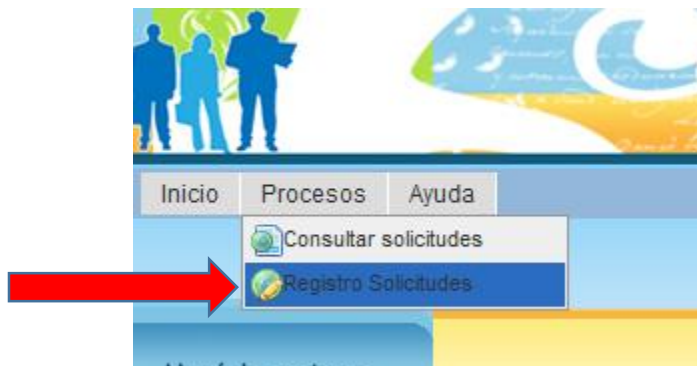 Inicio Procesos Ayuda
Consultar solicitudes
Registro Solicitudes